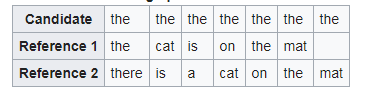 Candidate the the the the the the the
Reference 1 the cat is on the mat
Reference 2 there is a cat on the mat